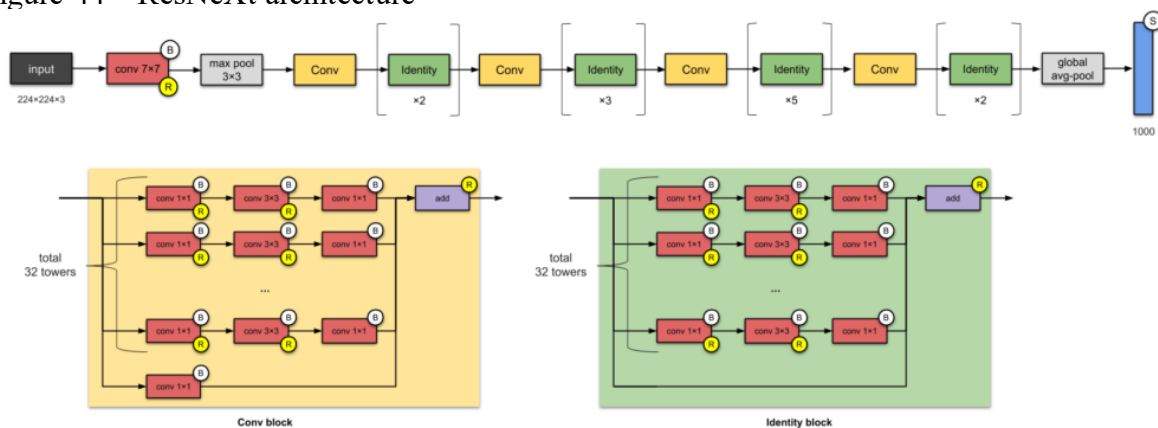 igure 44 – ResNeXt architecture
input
224×224×3
conv 7×7
B
R
max pool
3×3
Conv
Identity
×2
Conv
Identity
×3
Conv
Identity
×5
Conv
Identity
×2
global
avg-pool
S
1000
total
32 towers
conv 1×1
B
R
conv 3×3
B
R
conv 1×1
B
add
R
conv 1×1
B
R
conv 3×3
B
R
conv 1×1
B
...
conv 1×1
B
R
conv 3×3
B
R
conv 1×1
B
conv 1×1
B
Conv block
total
32 towers
conv 1×1
B
R
conv 3×3
B
R
conv 1×1
B
add
R
conv 1×1
B
R
conv 3×3
B
R
conv 1×1
B
...
conv 1×1
B
R
conv 3×3
B
R
conv 1×1
B
Identity block